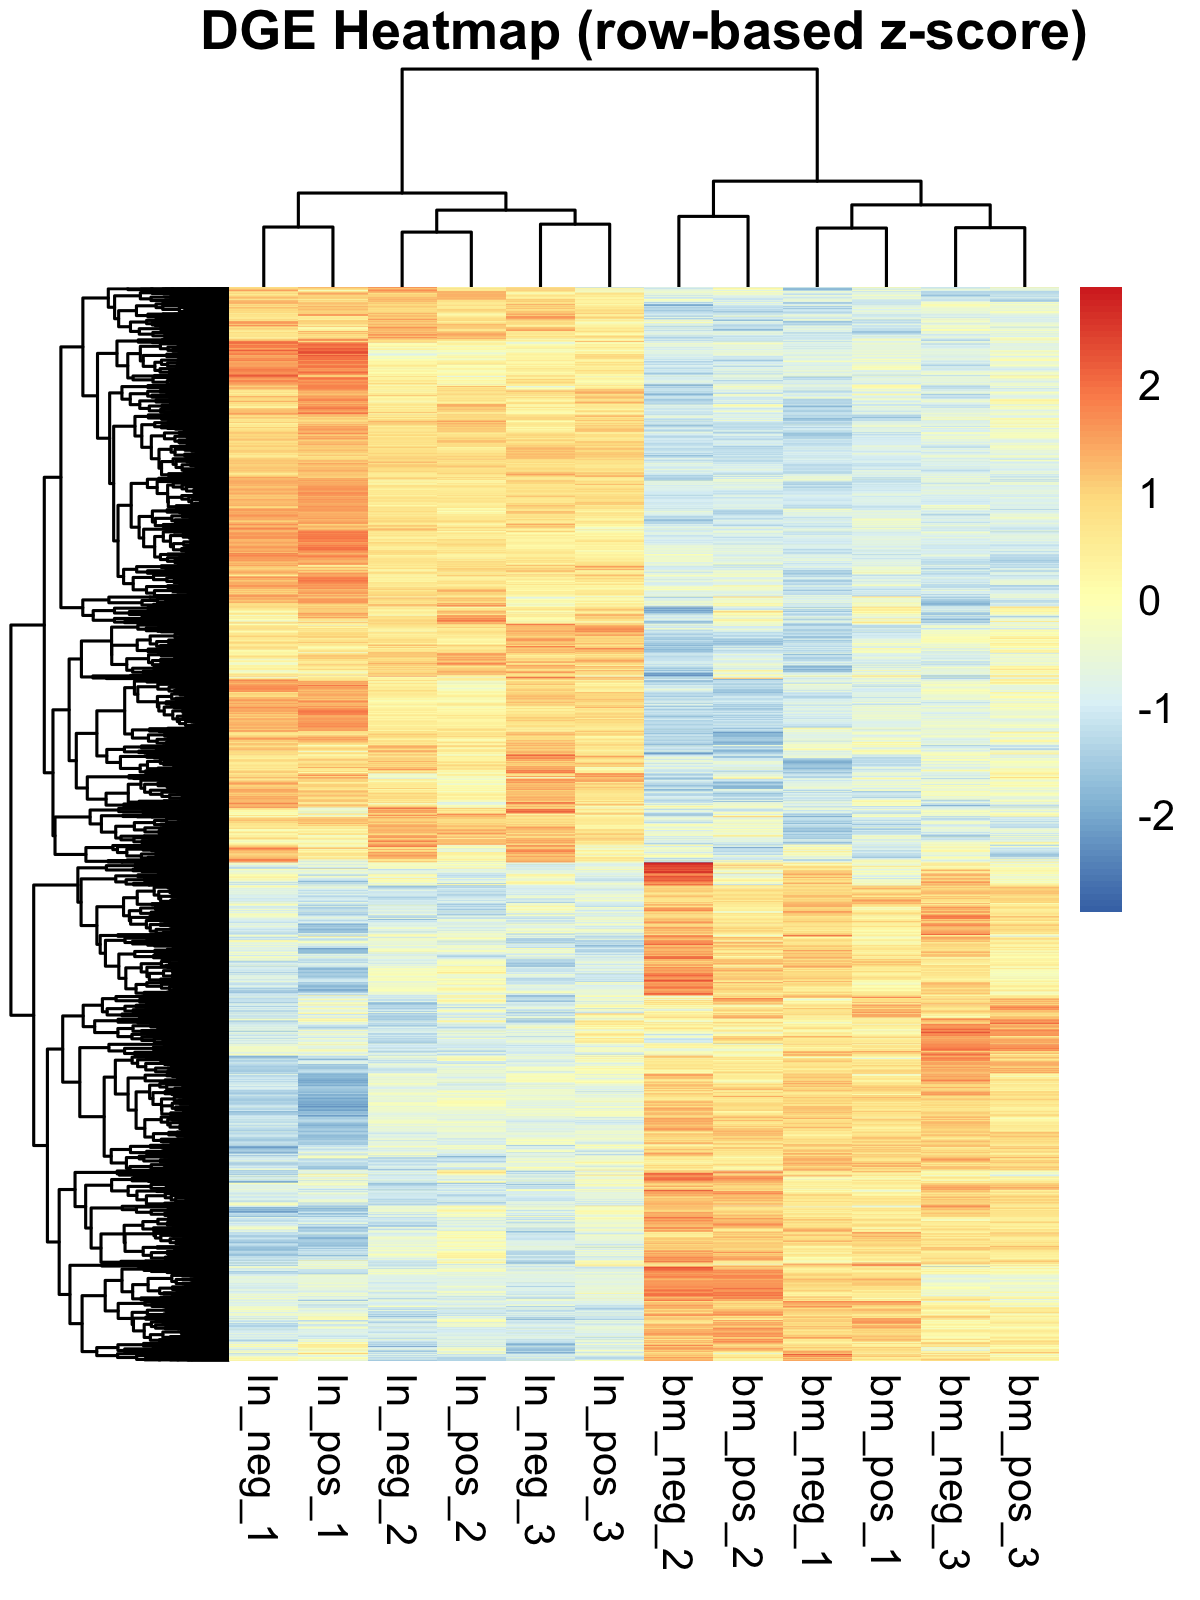 DGE Heatmap (row-based z-score)
2
1
0
-1
-2
ln_neg_1
ln_pos_1
ln_neg_2
ln_pos_2
ln_neg_3
ln_pos_3
bm_neg_2
bm_pos_2
bm_neg_1
bm_pos_1
bm_neg_3
bm_pos_3